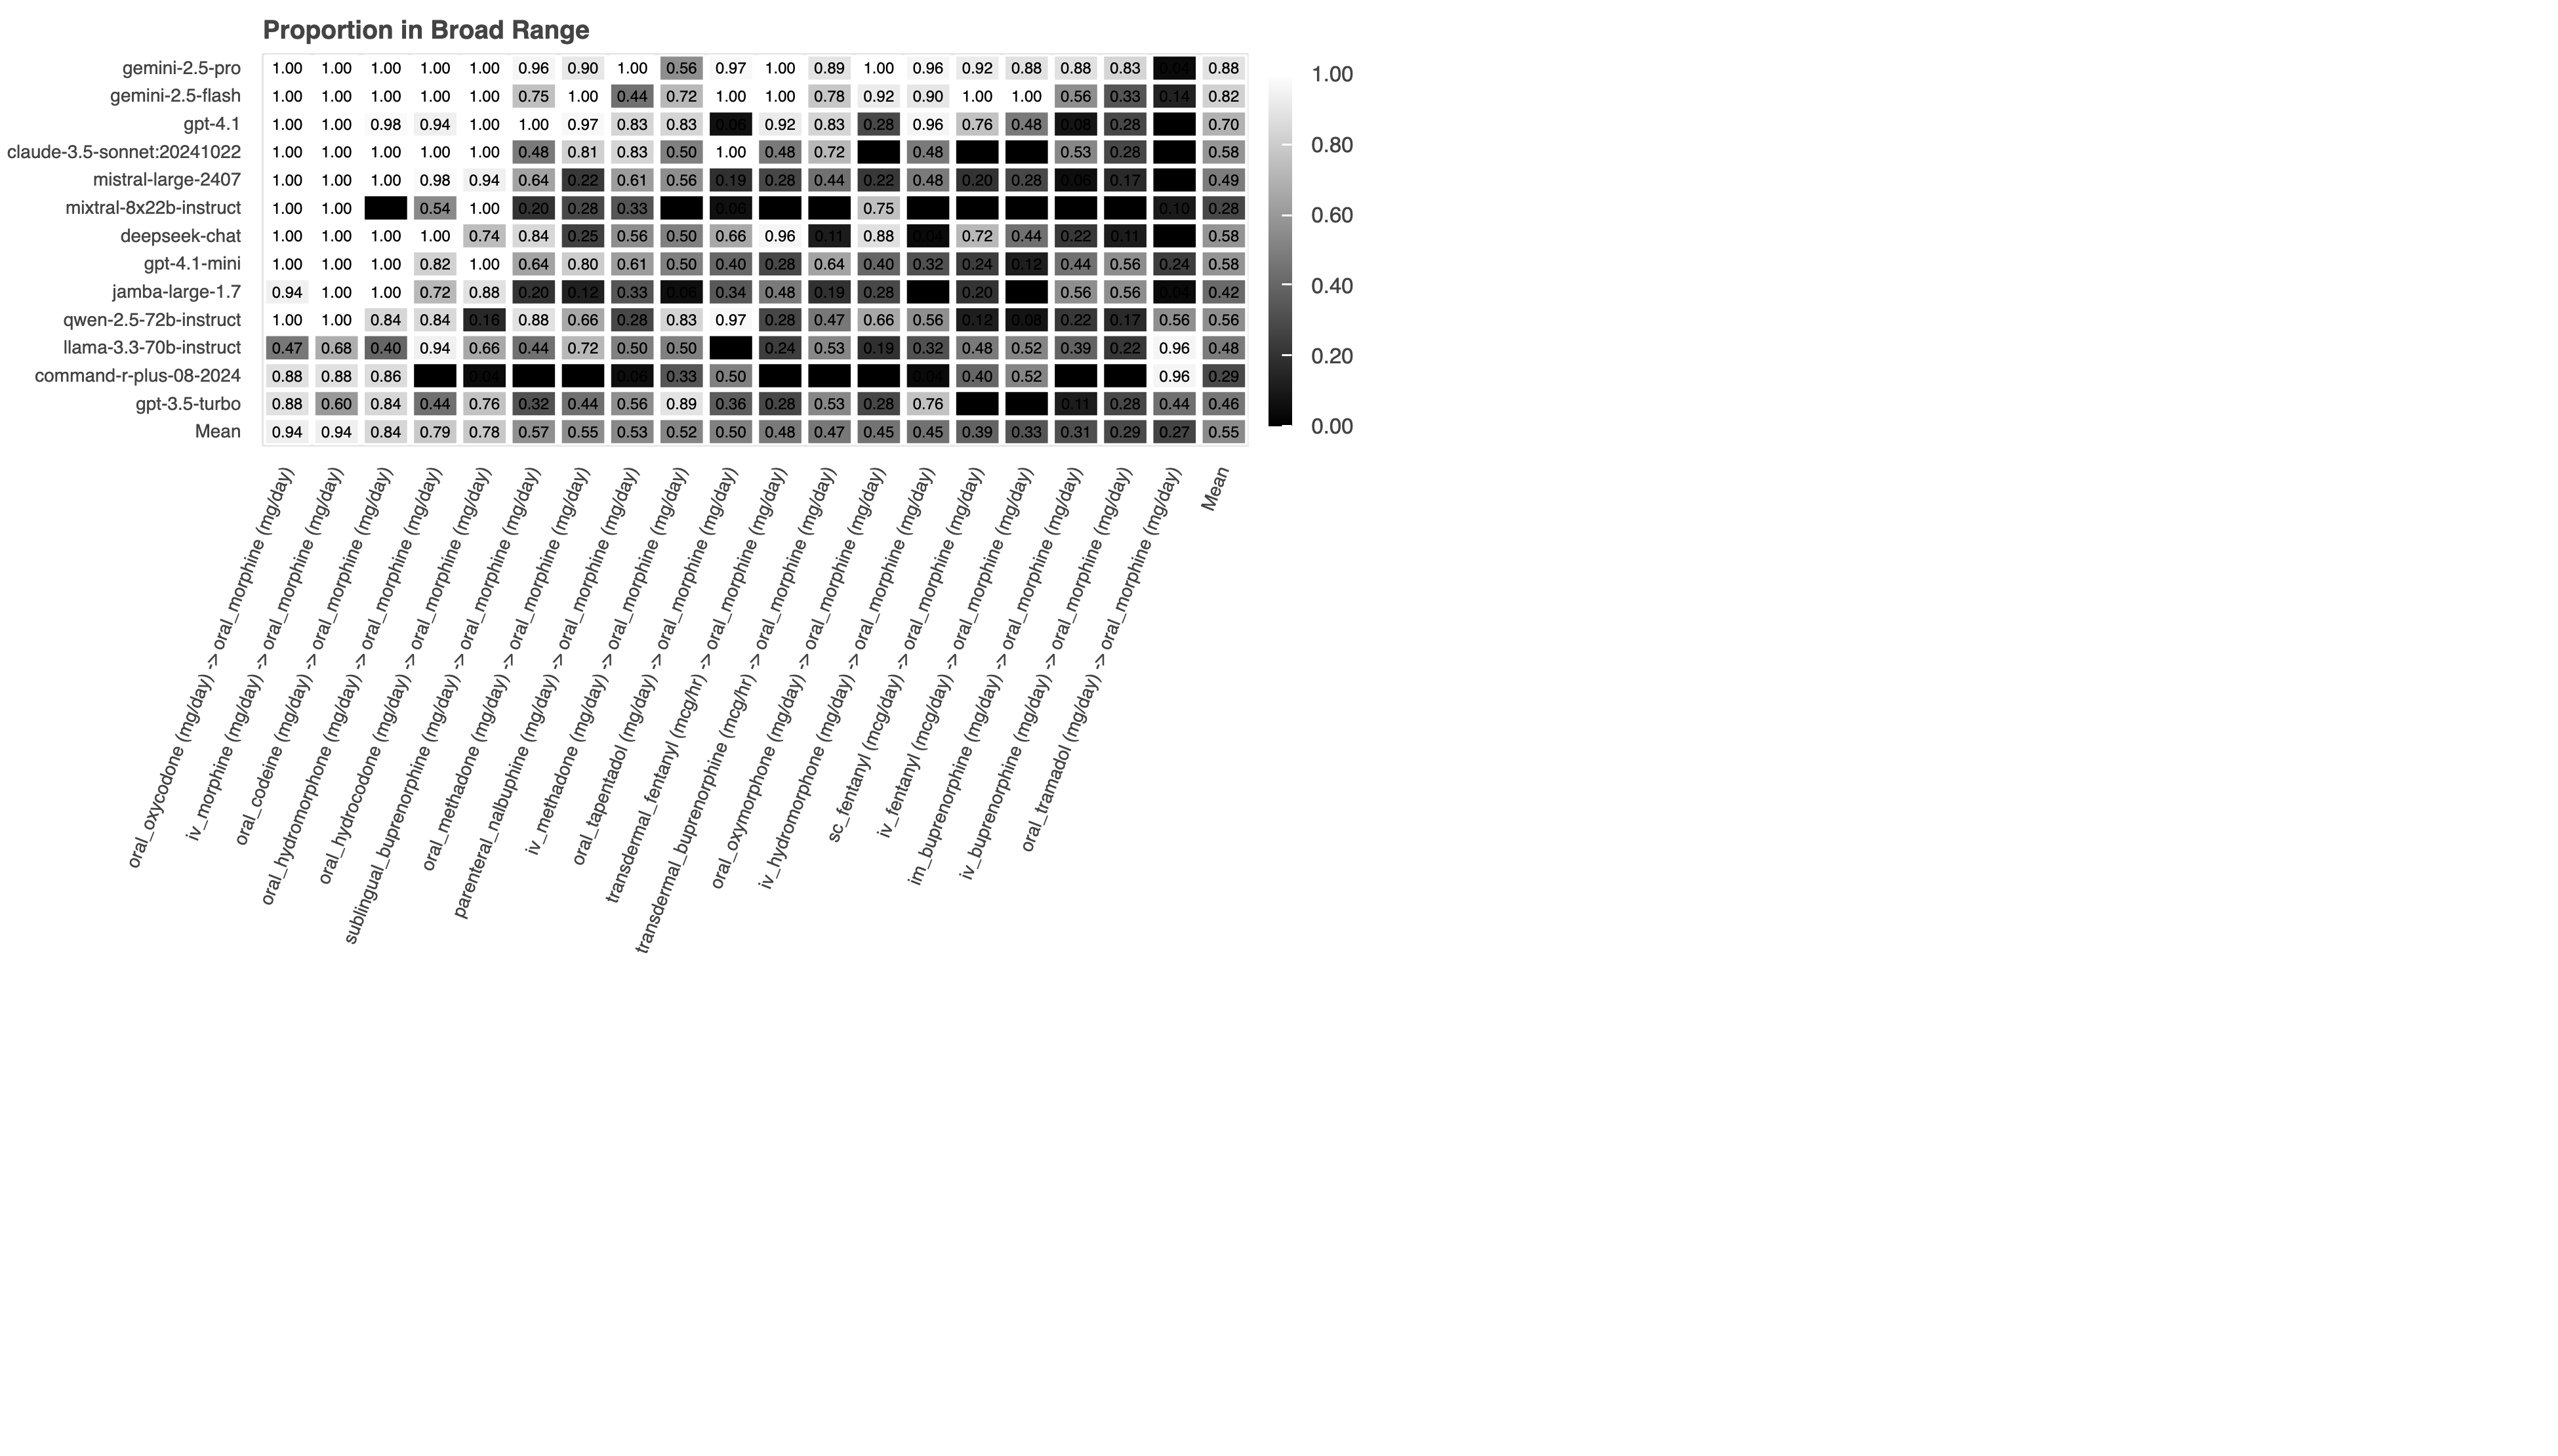 Proportion in Broad Range
gemini-2.5-pro 1.00 1.00 1.00 1.00 1.00 0.96 0.90 1.00 0.56 0.97 1.00 0.89 1.00 0.96 0.92 0.88 0.88 0.83 0.04 0.88
gemini-2.5-flash 1.00 1.00 1.00 1.00 1.00 0.75 1.00 0.44 0.72 1.00 1.00 0.78 0.92 0.90 1.00 1.00 0.56 0.33 0.14 0.82
gpt-4.1 1.00 1.00 0.98 0.94 1.00 1.00 0.97 0.83 0.83 0.06 0.92 0.83 0.28 0.96 0.76 0.48 0.08 0.28 0.70
claude-3.5-sonnet:20241022 1.00 1.00 1.00 1.00 1.00 0.48 0.81 0.83 0.50 1.00 0.48 0.72 0.48 0.53 0.28 0.58
mistral-large-2407 1.00 1.00 1.00 0.98 0.94 0.64 0.22 0.61 0.56 0.19 0.28 0.44 0.22 0.48 0.20 0.28 0.06 0.17 0.49
mixtral-8x22b-instruct 1.00 1.00 0.54 1.00 0.20 0.28 0.33 0.06 0.75 0.10 0.28
deepseek-chat 1.00 1.00 1.00 1.00 0.74 0.84 0.25 0.56 0.50 0.66 0.96 0.11 0.88 0.04 0.72 0.44 0.22 0.11 0.58
gpt-4.1-mini 1.00 1.00 1.00 0.82 1.00 0.64 0.80 0.61 0.50 0.40 0.28 0.64 0.40 0.32 0.24 0.12 0.44 0.56 0.24 0.58
jamba-large-1.7 0.94 1.00 1.00 0.72 0.88 0.20 0.12 0.33 0.06 0.34 0.48 0.19 0.28 0.20 0.56 0.56 0.04 0.42
qwen-2.5-72b-instruct 1.00 1.00 0.84 0.84 0.16 0.88 0.66 0.28 0.83 0.97 0.28 0.47 0.66 0.56 0.12 0.08 0.22 0.17 0.56 0.56
llama-3.3-70b-instruct 0.47 0.68 0.40 0.94 0.66 0.44 0.72 0.50 0.50 0.24 0.53 0.19 0.32 0.48 0.52 0.39 0.22 0.96 0.48
command-r-plus-08-2024 0.88 0.88 0.86 0.04 0.06 0.33 0.50 0.04 0.40 0.52 0.96 0.29
gpt-3.5-turbo 0.88 0.60 0.84 0.44 0.76 0.32 0.44 0.56 0.89 0.36 0.28 0.53 0.28 0.76 0.11 0.28 0.44 0.46
Mean 0.94 0.94 0.84 0.79 0.78 0.57 0.55 0.53 0.52 0.50 0.48 0.47 0.45 0.45 0.39 0.33 0.31 0.29 0.27 0.55
oral_oxycodone (mg/day) -> oral_morphine (mg/day)
iv_morphine (mg/day) -> oral_morphine (mg/day)
oral_codeine (mg/day) -> oral_morphine (mg/day)
oral_hydromorphone (mg/day) -> oral_morphine (mg/day)
oral_hydrocodone (mg/day) -> oral_morphine (mg/day)
sublingual_buprenorphine (mg/day) -> oral_morphine (mg/day)
oral_methadone (mg/day) -> oral_morphine (mg/day)
parenteral_nalbuphine (mg/day) -> oral_morphine (mg/day)
iv_methadone (mg/day) -> oral_morphine (mg/day)
oral_tapentadol (mg/day) -> oral_morphine (mg/day)
transdermal_fentanyl (mcg/hr) -> oral_morphine (mg/day)
transdermal_buprenorphine (mcg/hr) -> oral_morphine (mg/day)
oral_oxymorphone (mg/day) -> oral_morphine (mg/day)
iv_hydromorphone (mg/day) -> oral_morphine (mg/day)
sc_fentanyl (mcg/day) -> oral_morphine (mg/day)
iv_fentanyl (mcg/day) -> oral_morphine (mg/day)
im_buprenorphine (mg/day) -> oral_morphine (mg/day)
iv_buprenorphine (mg/day) -> oral_morphine (mg/day)
oral_tramadol (mg/day) -> oral_morphine (mg/day)
Mean
1.00
0.80
0.60
0.40
0.20
0.00